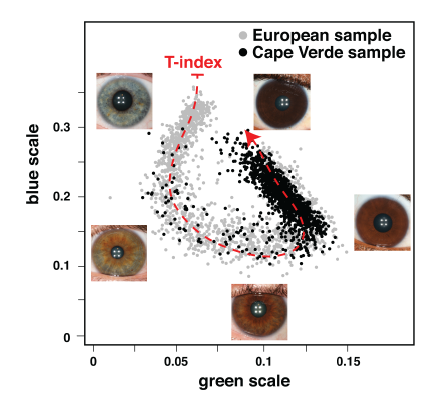 European sample
Cape Verde sample
T-index
blue scale
0.3
0.2
0.1
0
0
0.05
0.1
0.15
green scale